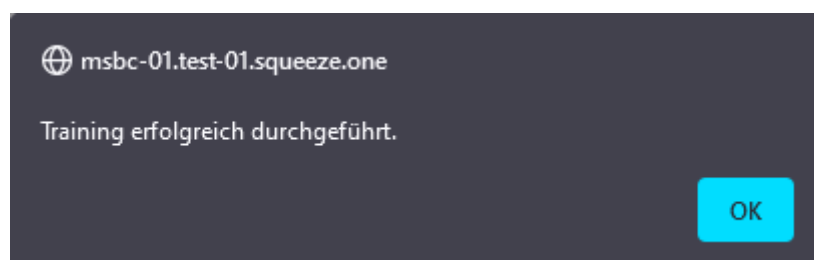 msbc-01.test-01.squeeze.one
Training erfolgreich durchgeführt.
OK